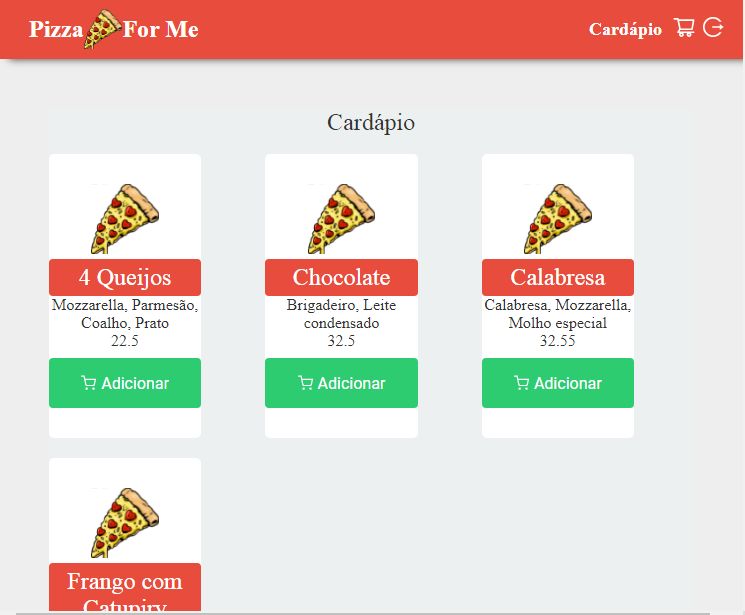 Pizza For Me
Cardápio
Cardápio
4 Queijos
Chocolate
Calabresa
Mozzarella, Parmesão,
Coalho, Prato
22.5
Brigadeiro, Leite
condensado
32.5
Calabresa, Mozzarella,
Molho especial
32.55
Adicionar
Adicionar
Adicionar
Frango com
Catupiry